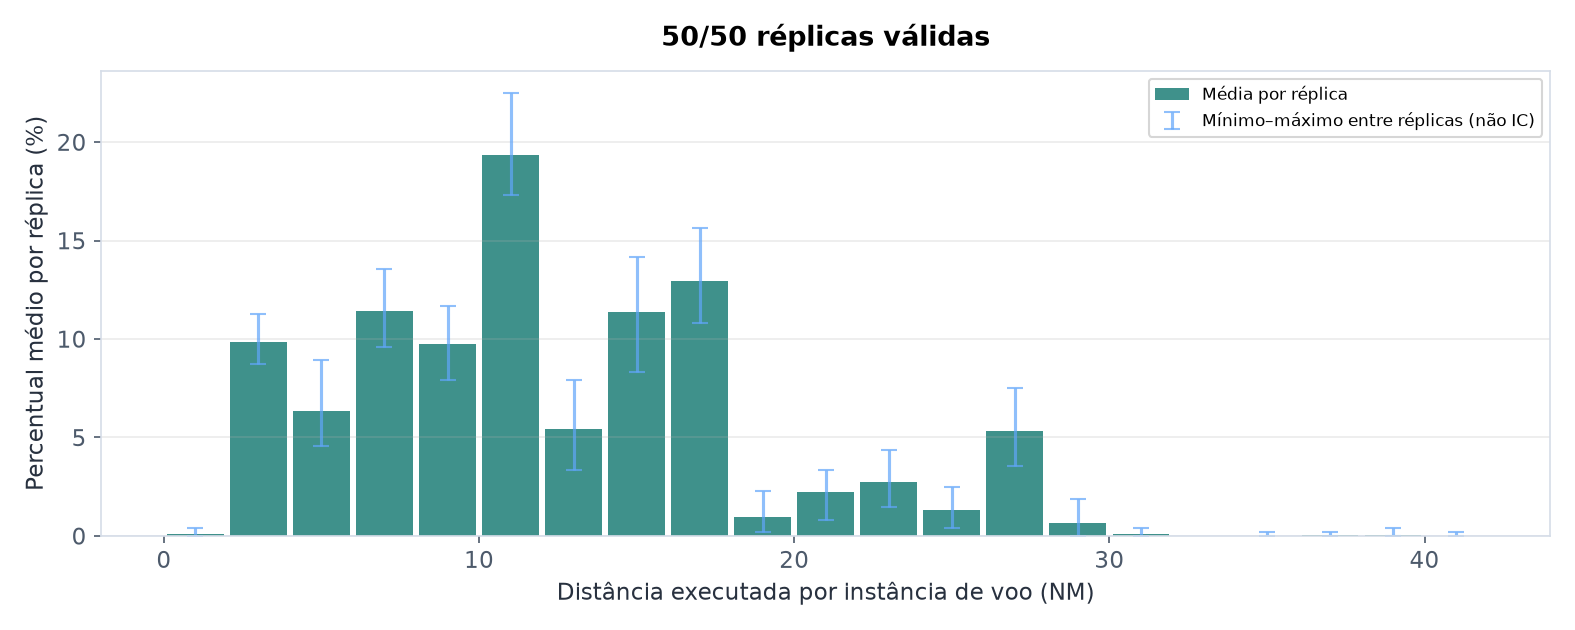 50/50 réplicas válidas
Média por réplica
Mínimo–máximo entre réplicas (não IC)
Percentual médio por réplica (%)
20
15
10
5
0
0 10 20 30 40
Distância executada por instância de voo (NM)